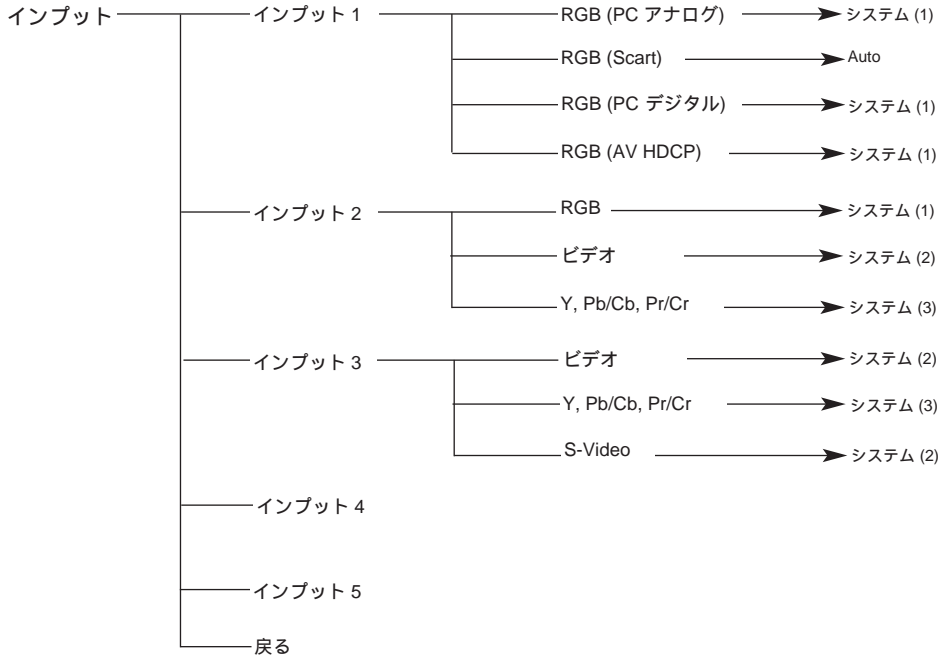 インプット
インプット 1
RGB (PC アナログ)
システム (1)
RGB (Scart)
Auto
RGB (PC デジタル)
システム (1)
RGB (AV HDCP)
システム (1)
インプット 2
RGB
システム (1)
ビデオ
システム (2)
Y, Pb/Cb, Pr/Cr
システム (3)
インプット 3
ビデオ
システム (2)
Y, Pb/Cb, Pr/Cr
システム (3)
S-Video
システム (2)
インプット 4
インプット 5
戻る